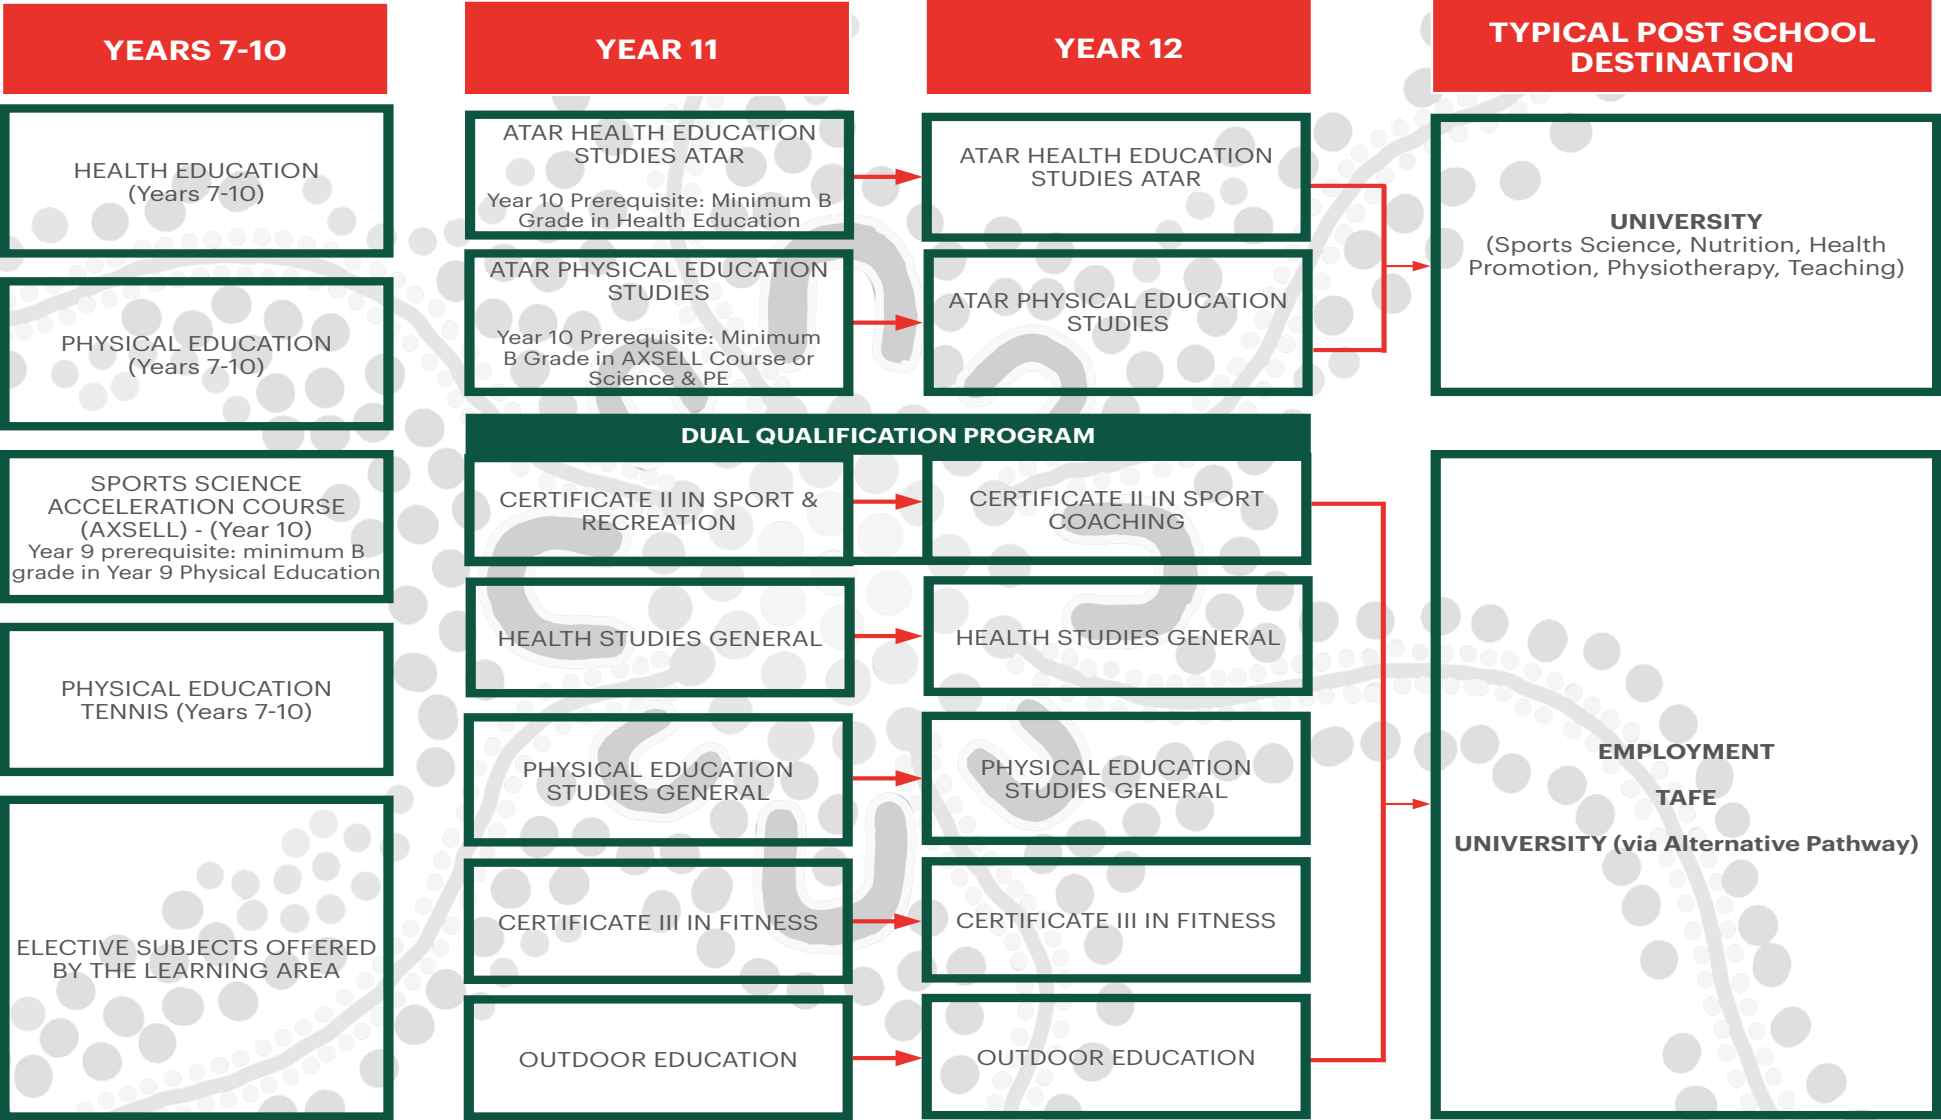 YEARS 7-10
HEALTH EDUCATION
(Years 7-10)
PHYSICAL EDUCATION
(Years 7-10)
SPORTS SCIENCE
ACCELERATION COURSE
(AXSELL) - (Year 10)
Year 9 prerequisite: minimum B
grade in Year 9 Physical Education
PHYSICAL EDUCATION
TENNIS (Years 7-10)
ELECTIVE SUBJECTS OFFERED
BY THE LEARNING AREA
YEAR 11
ATAR HEALTH EDUCATION
STUDIES ATAR
Year 10 Prerequisite: Minimum B
Grade in Health Education
ATAR PHYSICAL EDUCATION
STUDIES
Year 10 Prerequisite: Minimum
B Grade in AXSELL Course or
Science & PE
YEAR 12
ATAR HEALTH EDUCATION
STUDIES ATAR
ATAR PHYSICAL EDUCATION
STUDIES
DUAL QUALIFICATION PROGRAM
CERTIFICATE II IN SPORT &
RECREATION
CERTIFICATE II IN SPORT
COACHING
HEALTH STUDIES GENERAL
HEALTH STUDIES GENERAL
PHYSICAL EDUCATION
STUDIES GENERAL
PHYSICAL EDUCATION
STUDIES GENERAL
CERTIFICATE III IN FITNESS
CERTIFICATE III IN FITNESS
OUTDOOR EDUCATION
OUTDOOR EDUCATION
TYPICAL POST SCHOOL
DESTINATION
UNIVERSITY
(Sports Science, Nutrition, Health
Promotion, Physiotherapy, Teaching)
EMPLOYMENT
TAFE
UNIVERSITY (via Alternative Pathway)